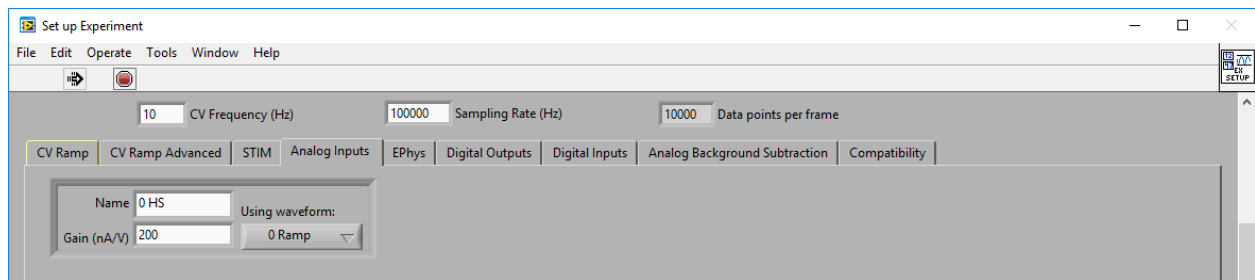 Set up Experiment
File Edit Operate Tools Window Help
EX
SETUP
10 CV Frequency (Hz) 100000 Sampling Rate (Hz) 10000 Data points per frame
CV Ramp CV Ramp Advanced STIM Analog Inputs EPhys Digital Outputs Digital Inputs Analog Background Subtraction Compatibility
Name 0 HS Using waveform:
Gain (nA/V) 200 0 Ramp